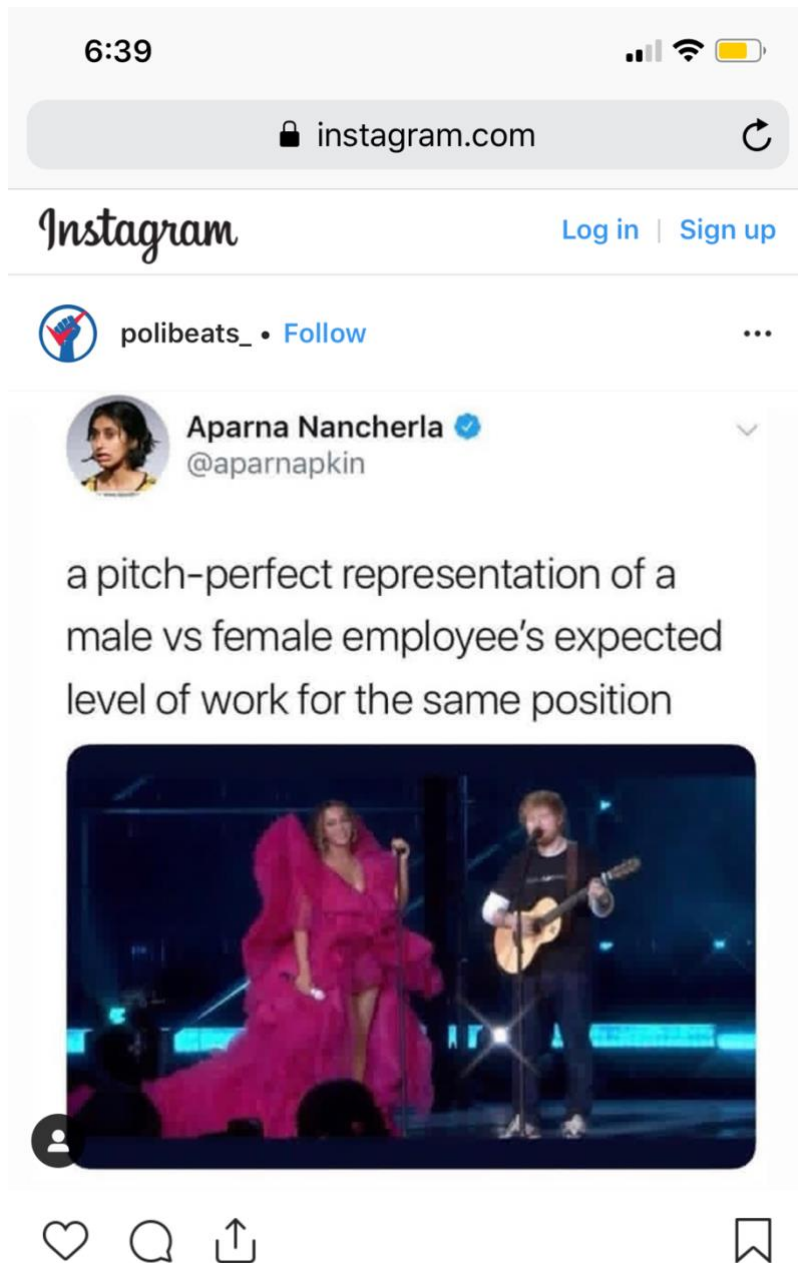 6:39
instagram.com
Instagram
Log in | Sign up
polibeats_ • Follow
Aparna Nancherla
@aparnapkin
a pitch-perfect representation of a
male vs female employee's expected
level of work for the same position